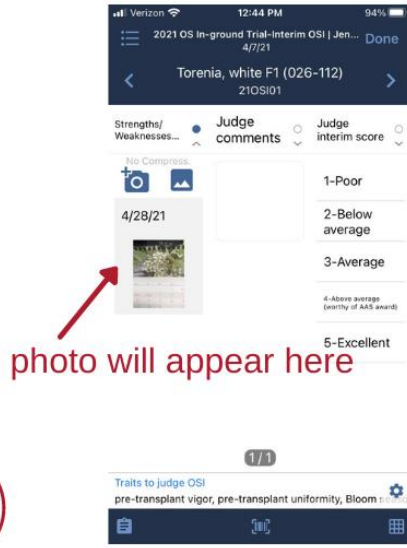 Verizon 12:44 PM 94%
2021 OS In-ground Trial-Interim OSI | Jen... Done
4/7/21
Torenia, white F1 (026-112)
21OSI01
Strengths/
Weaknesses...
Judge
comments
Judge
interim score
No Compress.
4/28/21
1-Poor
2-Below
average
3-Average
4-Above average
(worthy of AAS award)
5-Excellent
photo will appear here
1/1
Traits to judge OSI
pre-transplant vigor, pre-transplant uniformity, Bloom